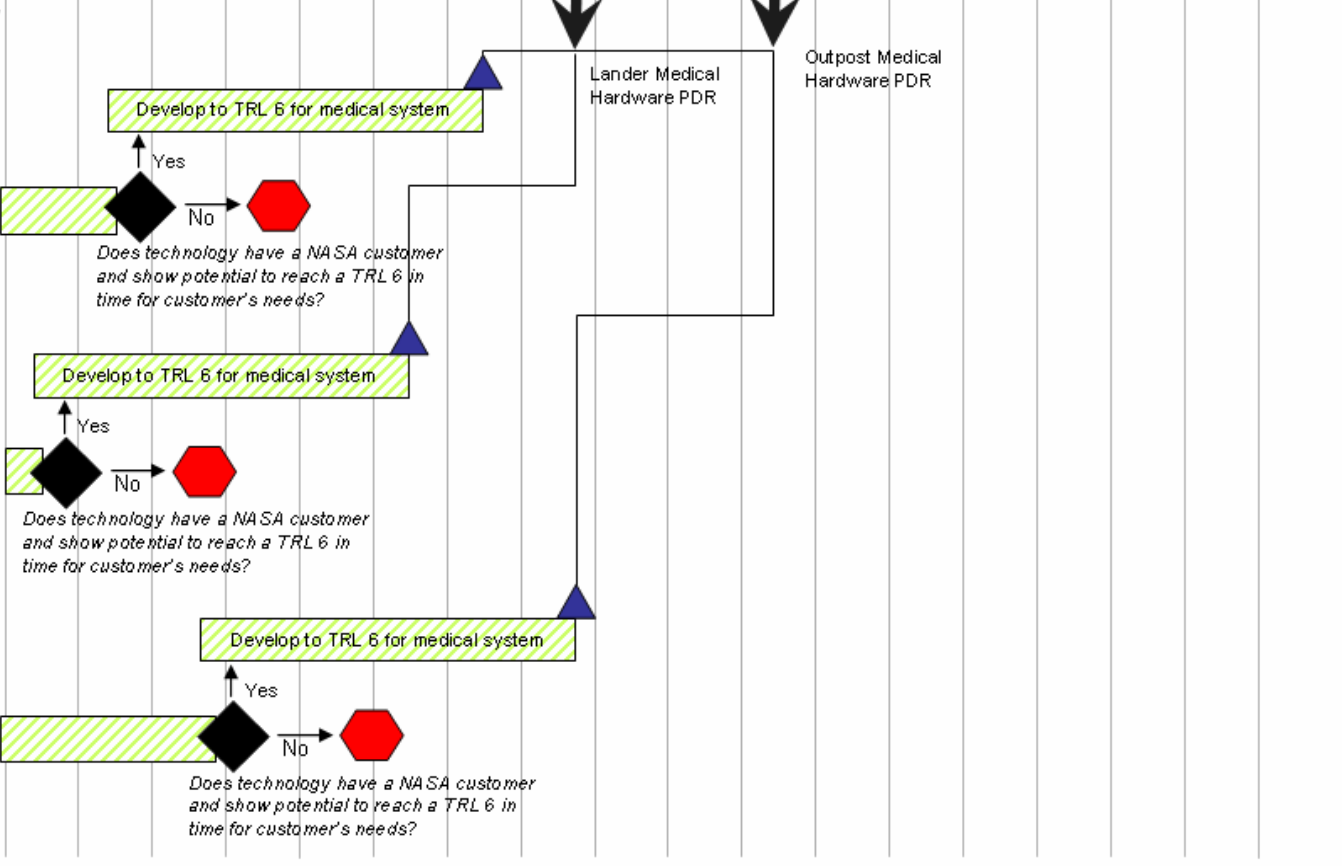 Outpost Medical
Hardware PDR
Lander Medical
Hardware PDR
Develop to TRL 6 for medical system
Yes
No
Does technology have a NASA customer
and show potential to reach a TRL 6 in
time for customer's needs?
Develop to TRL 6 for medical system
Yes
No
Does technology have a NASA customer
and show potential to reach a TRL 6 in
time for customer's needs?
Develop to TRL 6 for medical system
Yes
No
Does technology have a NASA customer
and show potential to reach a TRL 6 in
time for customer's needs?